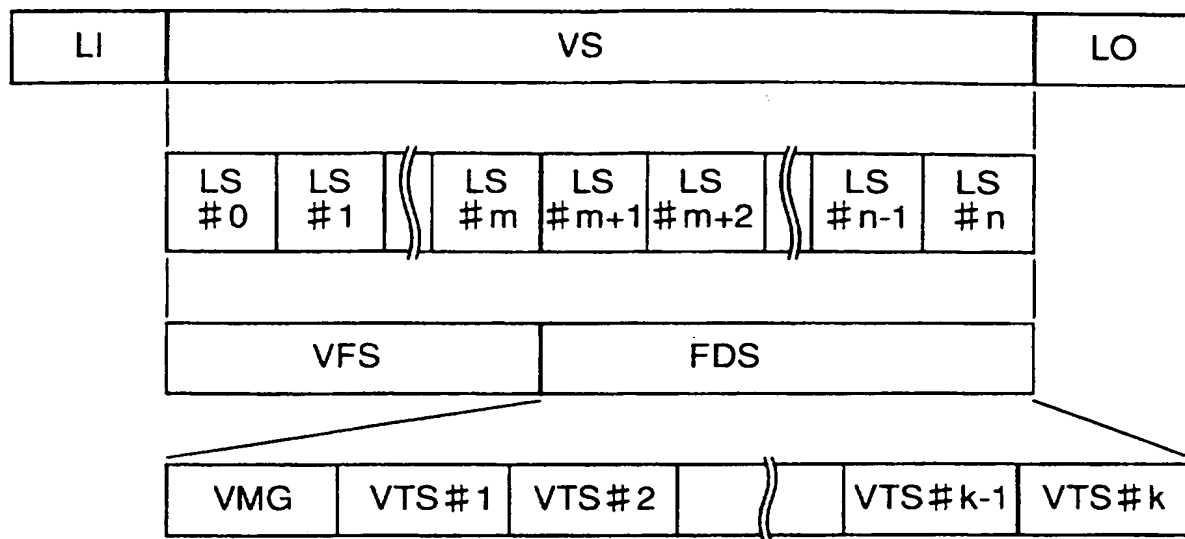 LI VS LO
LS LS LS LS LS LS LS
#0 #1 #m #m+1 #m+2 #n-1 #n
VFS FDS
VMG VTS#1 VTS#2 VTS#k-1 VTS#k